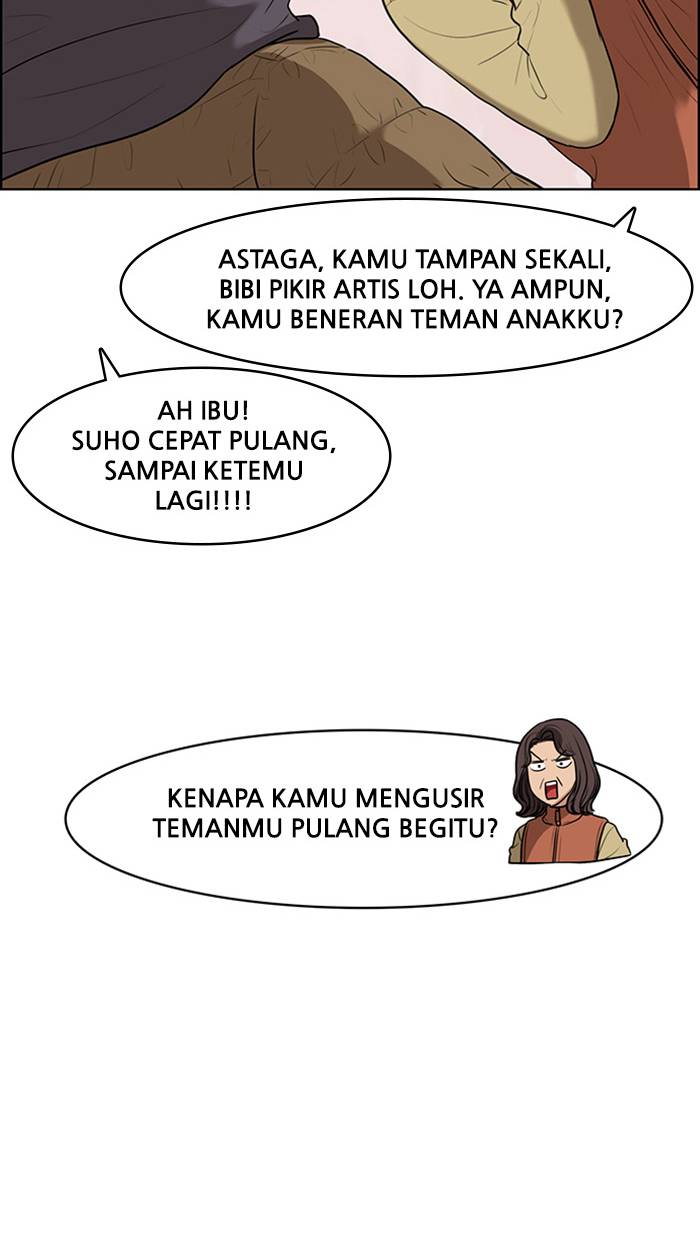 ASTAGA, KAMU TAMPAN SEKALI,
BIBI PIKIR ARTIS LOH. YA AMPUN,
KAMU BENERAN TEMAN ANAKKU?
AH IBU!
SUHO CEPAT PULANG,
SAMPAI KETEMU
LAGI!!!!
KENAPA KAMU MENGUSIR
TEMANMU PULANG BEGITU?